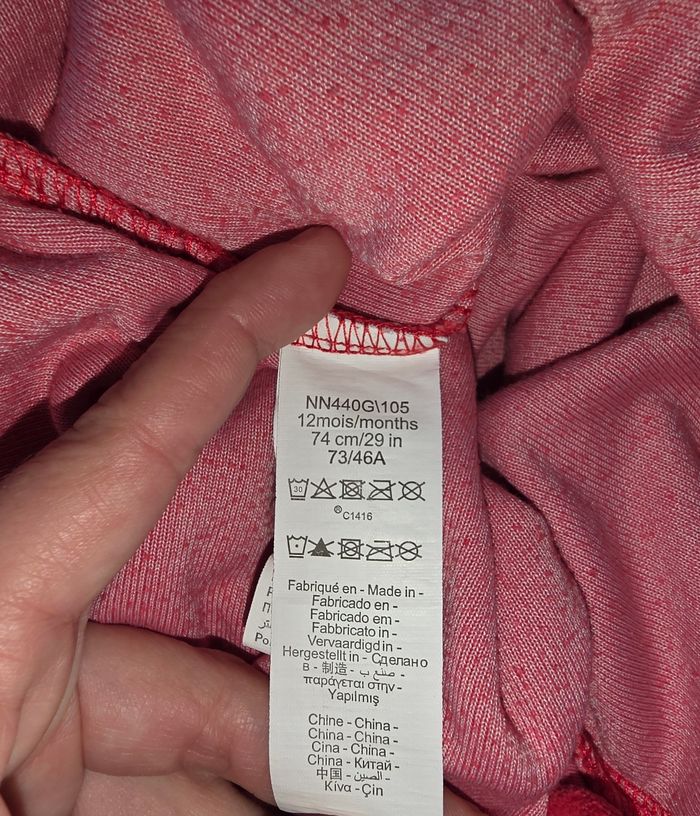 NN440G\105
12mois/months
74 cm/29 in
73/46A
30
®C1416
Fabriqué en - Made in -
Fabricado en -
Fabricado em -
Fabbricato in -
Vervaardigd in -
Hergestellt in - Сделано
в - 制造 - صنع ب -
παράγεται στην -
Yapılmış
Chine - China -
China - China -
Cina - China -
China - Китай -
中国 - الصين -
Κίνα - Çin
Po